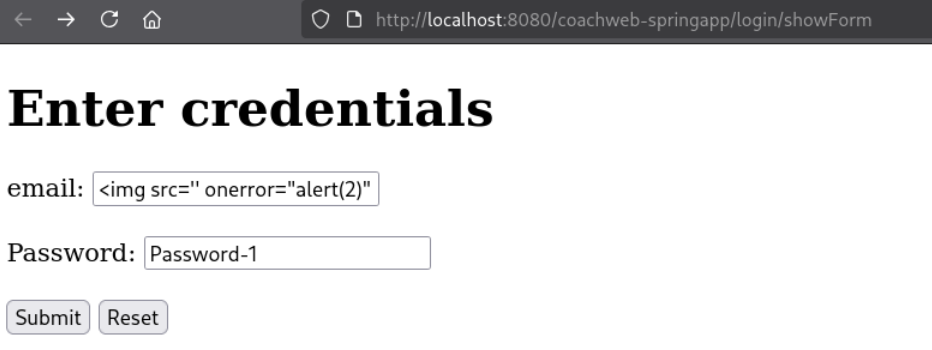 http://localhost:8080/coachweb-springapp/login/showForm
Enter credentials
email: <img src='' onerror="alert(2)"
Password: Password-1
Submit Reset